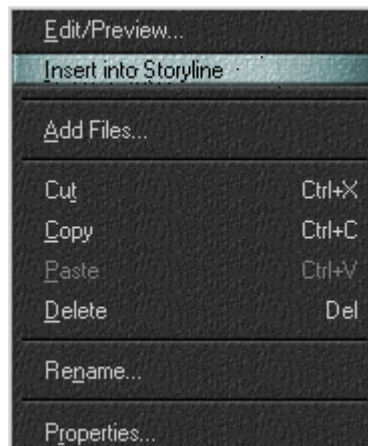 Edit/Preview...
Insert into Storyline
Add Files...
Cut Ctrl+X
Copy Ctrl+C
Paste Ctrl+V
Delete Del
Rename...
Properties...